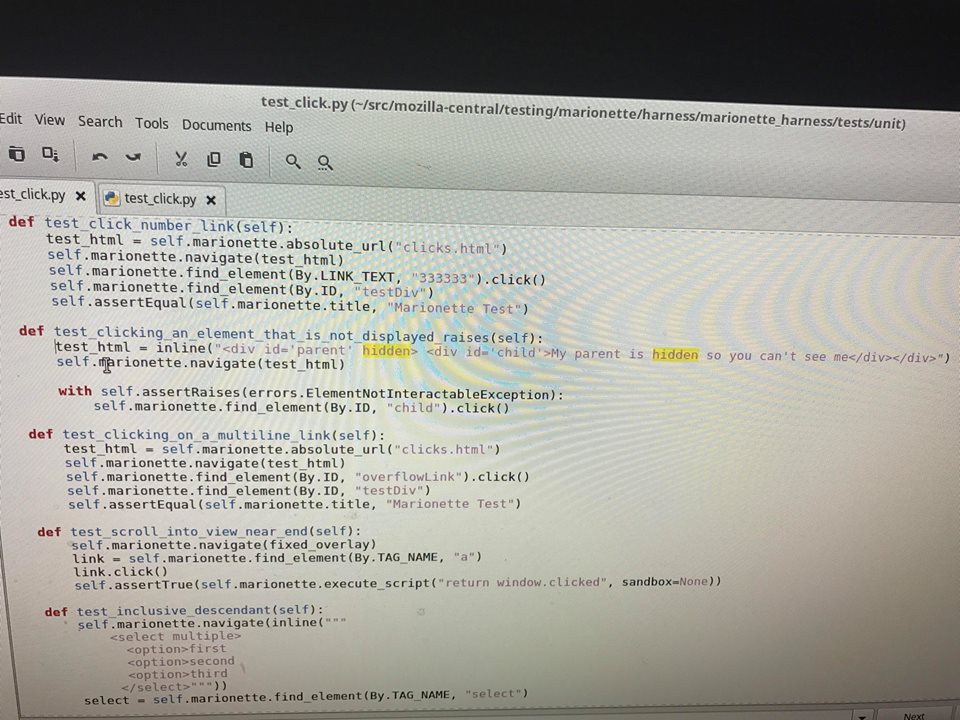 test_click.py (~/src/mozilla-central/testing/marionette/harness/marionette_harness/tests/unit)
Edit View Search Tools Documents Help
est_click.py test_click.py
def test_click_number_link(self):
test_html = self.marionette.absolute_url("clicks.html")
self.marionette.navigate(test_html)
self.marionette.find_element(By.LINK_TEXT, "333333").click()
self.marionette.find_element(By.ID, "testDiv")
self.assertEqual(self.marionette.title, "Marionette Test")
def test_clicking_an_element_that_is_not_displayed_raises(self):
test_html = inline("<div id='parent' hidden> <div id='child'>My parent is hidden so you can't see me</div></div>")
self.marionette.navigate(test_html)
with self.assertRaises(errors.ElementNotInteractableException):
self.marionette.find_element(By.ID, "child").click()
def test_clicking_on_a_multiline_link(self):
test_html = self.marionette.absolute_url("clicks.html")
self.marionette.navigate(test_html)
self.marionette.find_element(By.ID, "overflowLink").click()
self.marionette.find_element(By.ID, "testDiv")
self.assertEqual(self.marionette.title, "Marionette Test")
def test_scroll_into_view_near_end(self):
self.marionette.navigate(fixed_overlay)
link = self.marionette.find_element(By.TAG_NAME, "a")
link.click()
self.assertTrue(self.marionette.execute_script("return window.clicked", sandbox=None))
def test_inclusive_descendant(self):
self.marionette.navigate(inline("""
<select multiple>
<option>first
<option>second
<option>third
</select>"""))
select = self.marionette.find_element(By.TAG_NAME, "select")
Next